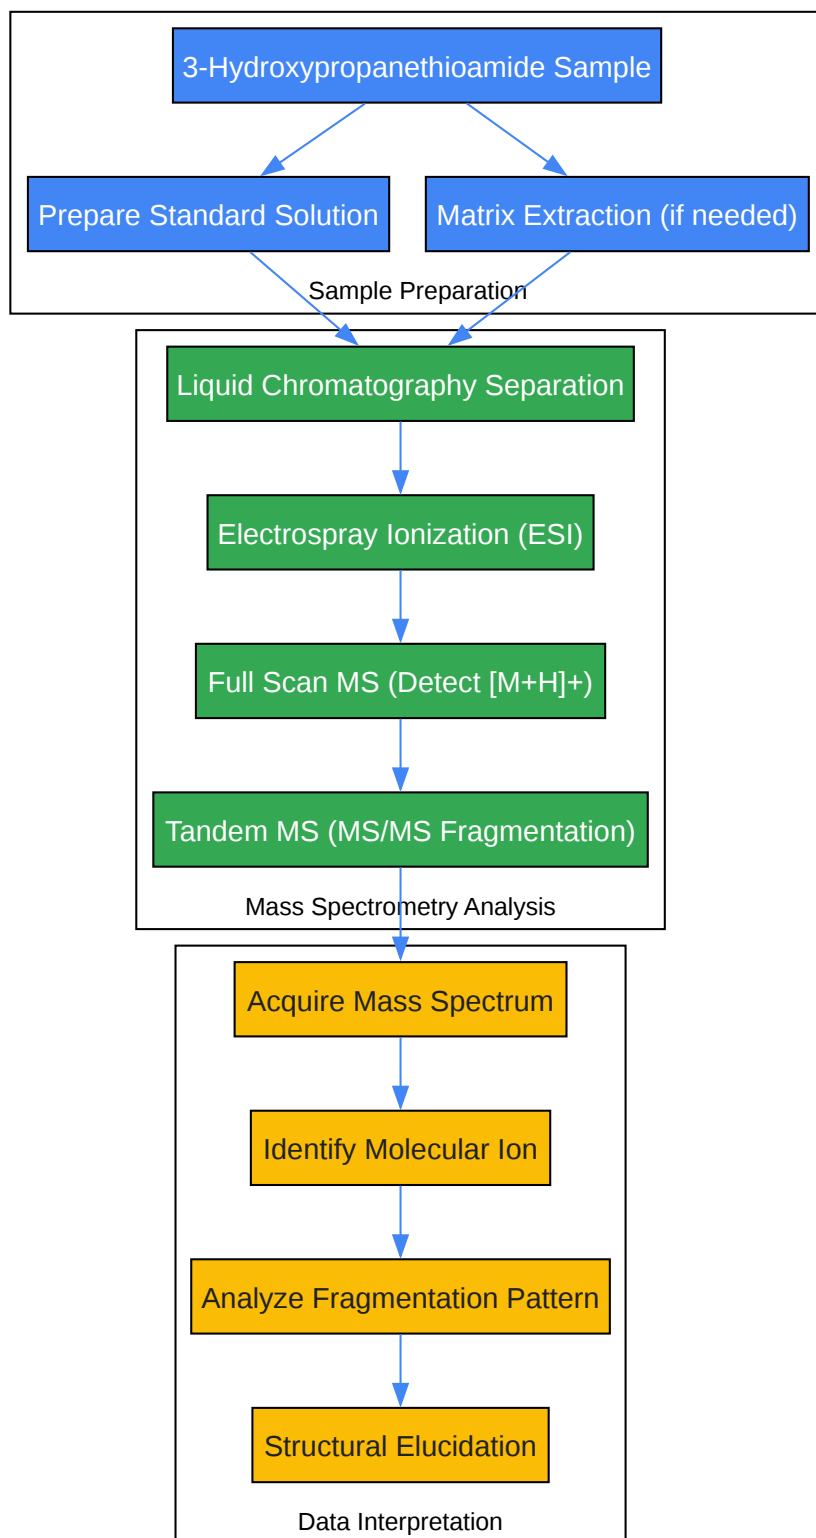 3-Hydroxypropanethioamide Sample
Prepare Standard Solution
Matrix Extraction (if needed)
Sample Preparation
Liquid Chromatography Separation
Electrospray Ionization (ESI)
Full Scan MS (Detect [M+H]+)
Tandem MS (MS/MS Fragmentation)
Mass Spectrometry Analysis
Acquire Mass Spectrum
Identify Molecular Ion
Analyze Fragmentation Pattern
Structural Elucidation
Data Interpretation